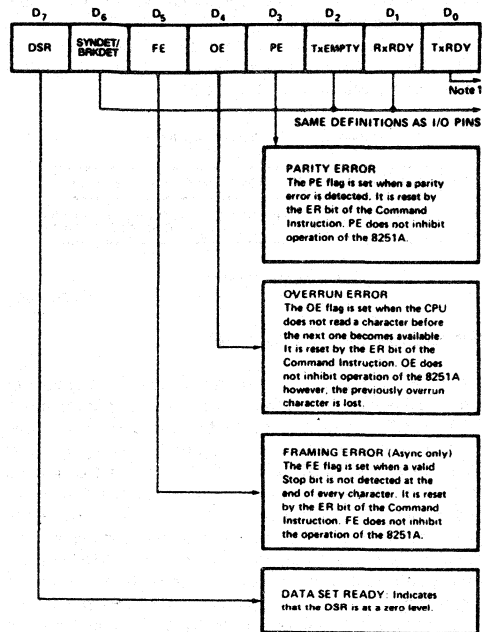 D7 D6 D5 D4 D3 D2 D1 D0
DSR SYNDET/ BRKDET FE OE PE TxEMPTY RxRDY TxRDY
Note 1
SAME DEFINITIONS AS I/O PINS
PARITY ERROR
The PE flag is set when a parity
error is detected. It is reset by
the ER bit of the Command
Instruction. PE does not inhibit
operation of the 8251A.
OVERRUN ERROR
The OE flag is set when the CPU
does not read a character before
the next one becomes available.
It is reset by the ER bit of the
Command Instruction. OE does
not inhibit operation of the 8251A
however, the previously overrun
character is lost.
FRAMING ERROR (Async only)
The FE flag is set when a valid
Stop bit is not detected at the
end of every character. It is reset
by the ER bit of the Command
Instruction. FE does not inhibit
the operation of the 8251A.
DATA SET READY: Indicates
that the DSR is at a zero level.